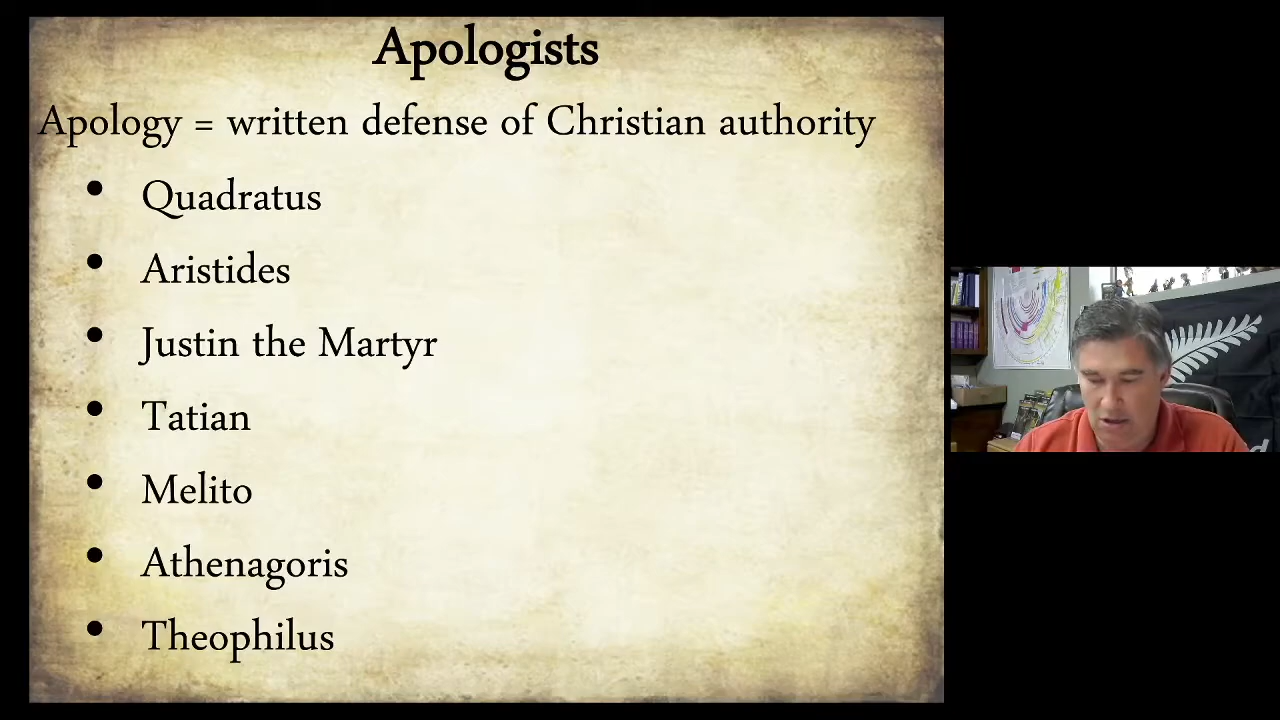 Apologists
Apology = written defense of Christian authority
• Quadratus
• Aristides
• Justin the Martyr
• Tatian
• Melito
• Athenagoris
• Theophilus